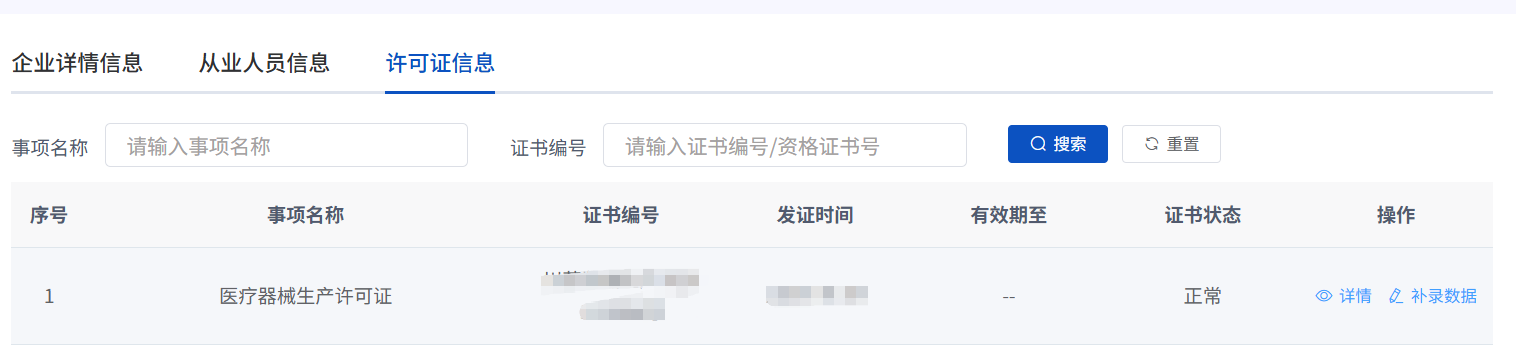 企业详情信息 从业人员信息 许可证信息
事项名称 请输入事项名称 证书编号 请输入证书编号/资格证书号 搜索 重置
序号 事项名称 证书编号 发证时间 有效期至 证书状态 操作
1 医疗器械生产许可证 -- 正常 详情 补录数据